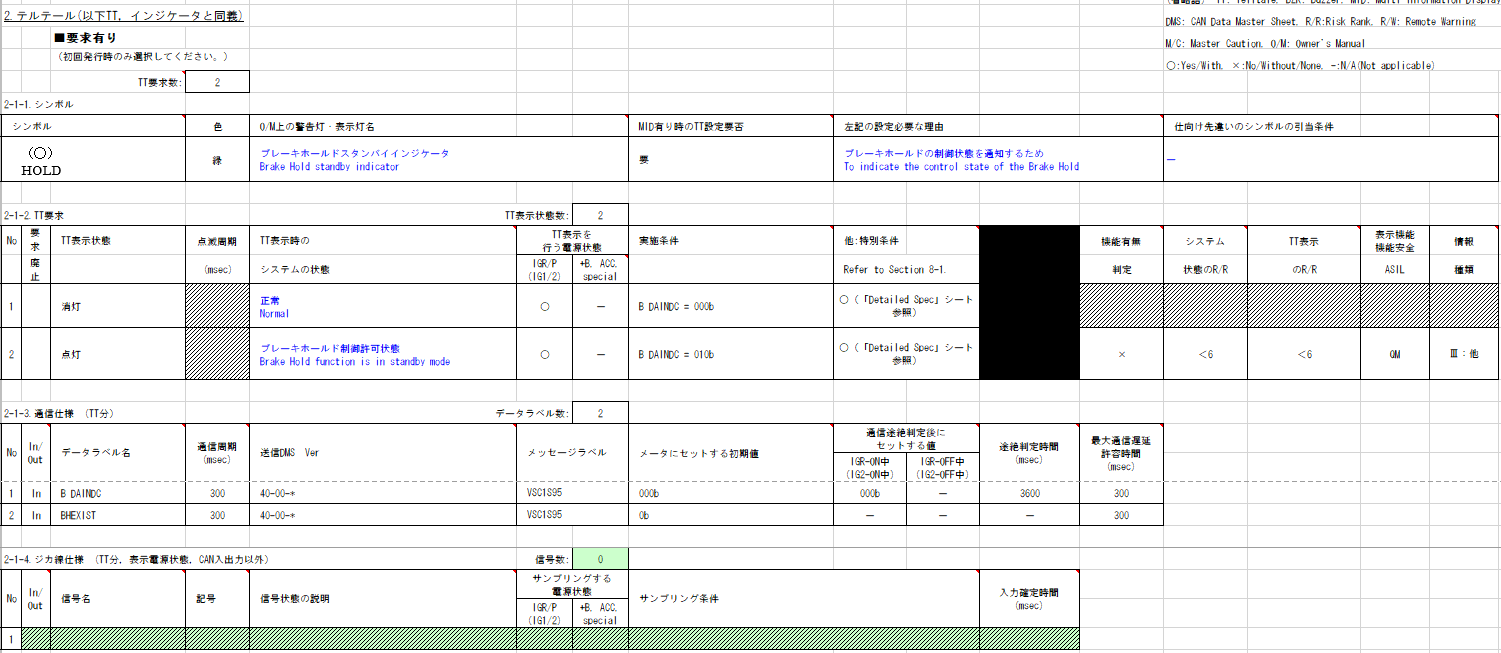 2.テルテール(以下TT, インジケータと同義)
■要求有り
(初回発行時のみ選択してください。)
DMS: CAN Data Master Sheet, R/R:Risk Rank, R/W: Remote Warning
M/C: Master Caution, O/M: Owner's Manual
○:Yes/With, ×:No/Without/None, -:N/A(Not applicable)
TT要求数: 2
2-1-1.シンボル
シンボル 色 O/M上の警告灯・表示灯名 MID有り時のTT設定要否 左記の設定必要な理由 仕向け先違いのシンボルの引当条件
(○)
HOLD
緑
ブレーキホールドスタンバイインジケータ
Brake Hold standby indicator
要
ブレーキホールドの制御状態を通知するため
To indicate the control state of the Brake Hold
―
2-1-2.TT要求 TT表示状態数: 2
No
要求
廃止
TT表示状態
点滅周期
(msec)
TT表示時の
システムの状態
TT表示を
行う電源状態
IGR/P
(IG1/2)
+B, ACC,
special
実施条件
他:特別条件
Refer to Section 8-1.
機能有無
判定
システム
状態のR/R
TT表示
のR/R
表示機能
機能安全
ASIL
情報
種類
1 消灯
正常
Normal
○ ― B_DAINDC = 000b
○ (「Detailed Spec」シート
参照)
2 点灯
ブレーキホールド制御許可状態
Brake Hold function is in standby mode
○ ― B_DAINDC = 010b
○ (「Detailed Spec」シート
参照)
× <6 <6 QM Ⅲ:他
2-1-3.通信仕様 (TT分) データラベル数: 2
No
In/
Out
データラベル名
通信周期
(msec)
送信DMS Ver
メッセージラベル
メータにセットする初期値
通信途絶判定後に
セットする値
IGR-ON中
(IG2-ON中)
IGR-OFF中
(IG2-OFF中)
途絶判定時間
(msec)
最大通信遅延
許容時間
(msec)
1 In B_DAINDC 300 40-00-* VSC1S95 000b 000b ― 3600 300
2 In BHEXIST 300 40-00-* VSC1S95 0b ― ― ― 300
2-1-4.ジカ線仕様 (TT分, 表示電源状態, CAN入出力以外) 信号数: 0
No
In/
Out
信号名
記号
信号状態の説明
サンプリングする
電源状態
IGR/P
(IG1/2)
+B, ACC,
special
サンプリング条件
入力確定時間
(msec)
1